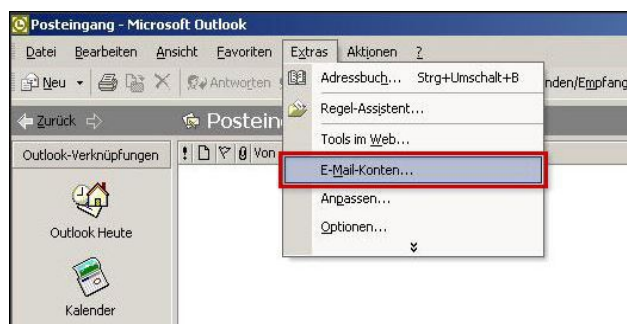 Posteingang - Microsoft Outlook
Datei Bearbeiten Ansicht Favoriten Extras Aktionen ?
Neu Antworten nden/Empfang
Adressbuch... Strg+Umschalt+B
Zurück Postein
Regel-Assistent...
Tools im Web...
Outlook-Verknüpfungen ! Von
E-Mail-Konten...
Anpassen...
Outlook Heute
Optionen...
Kalender